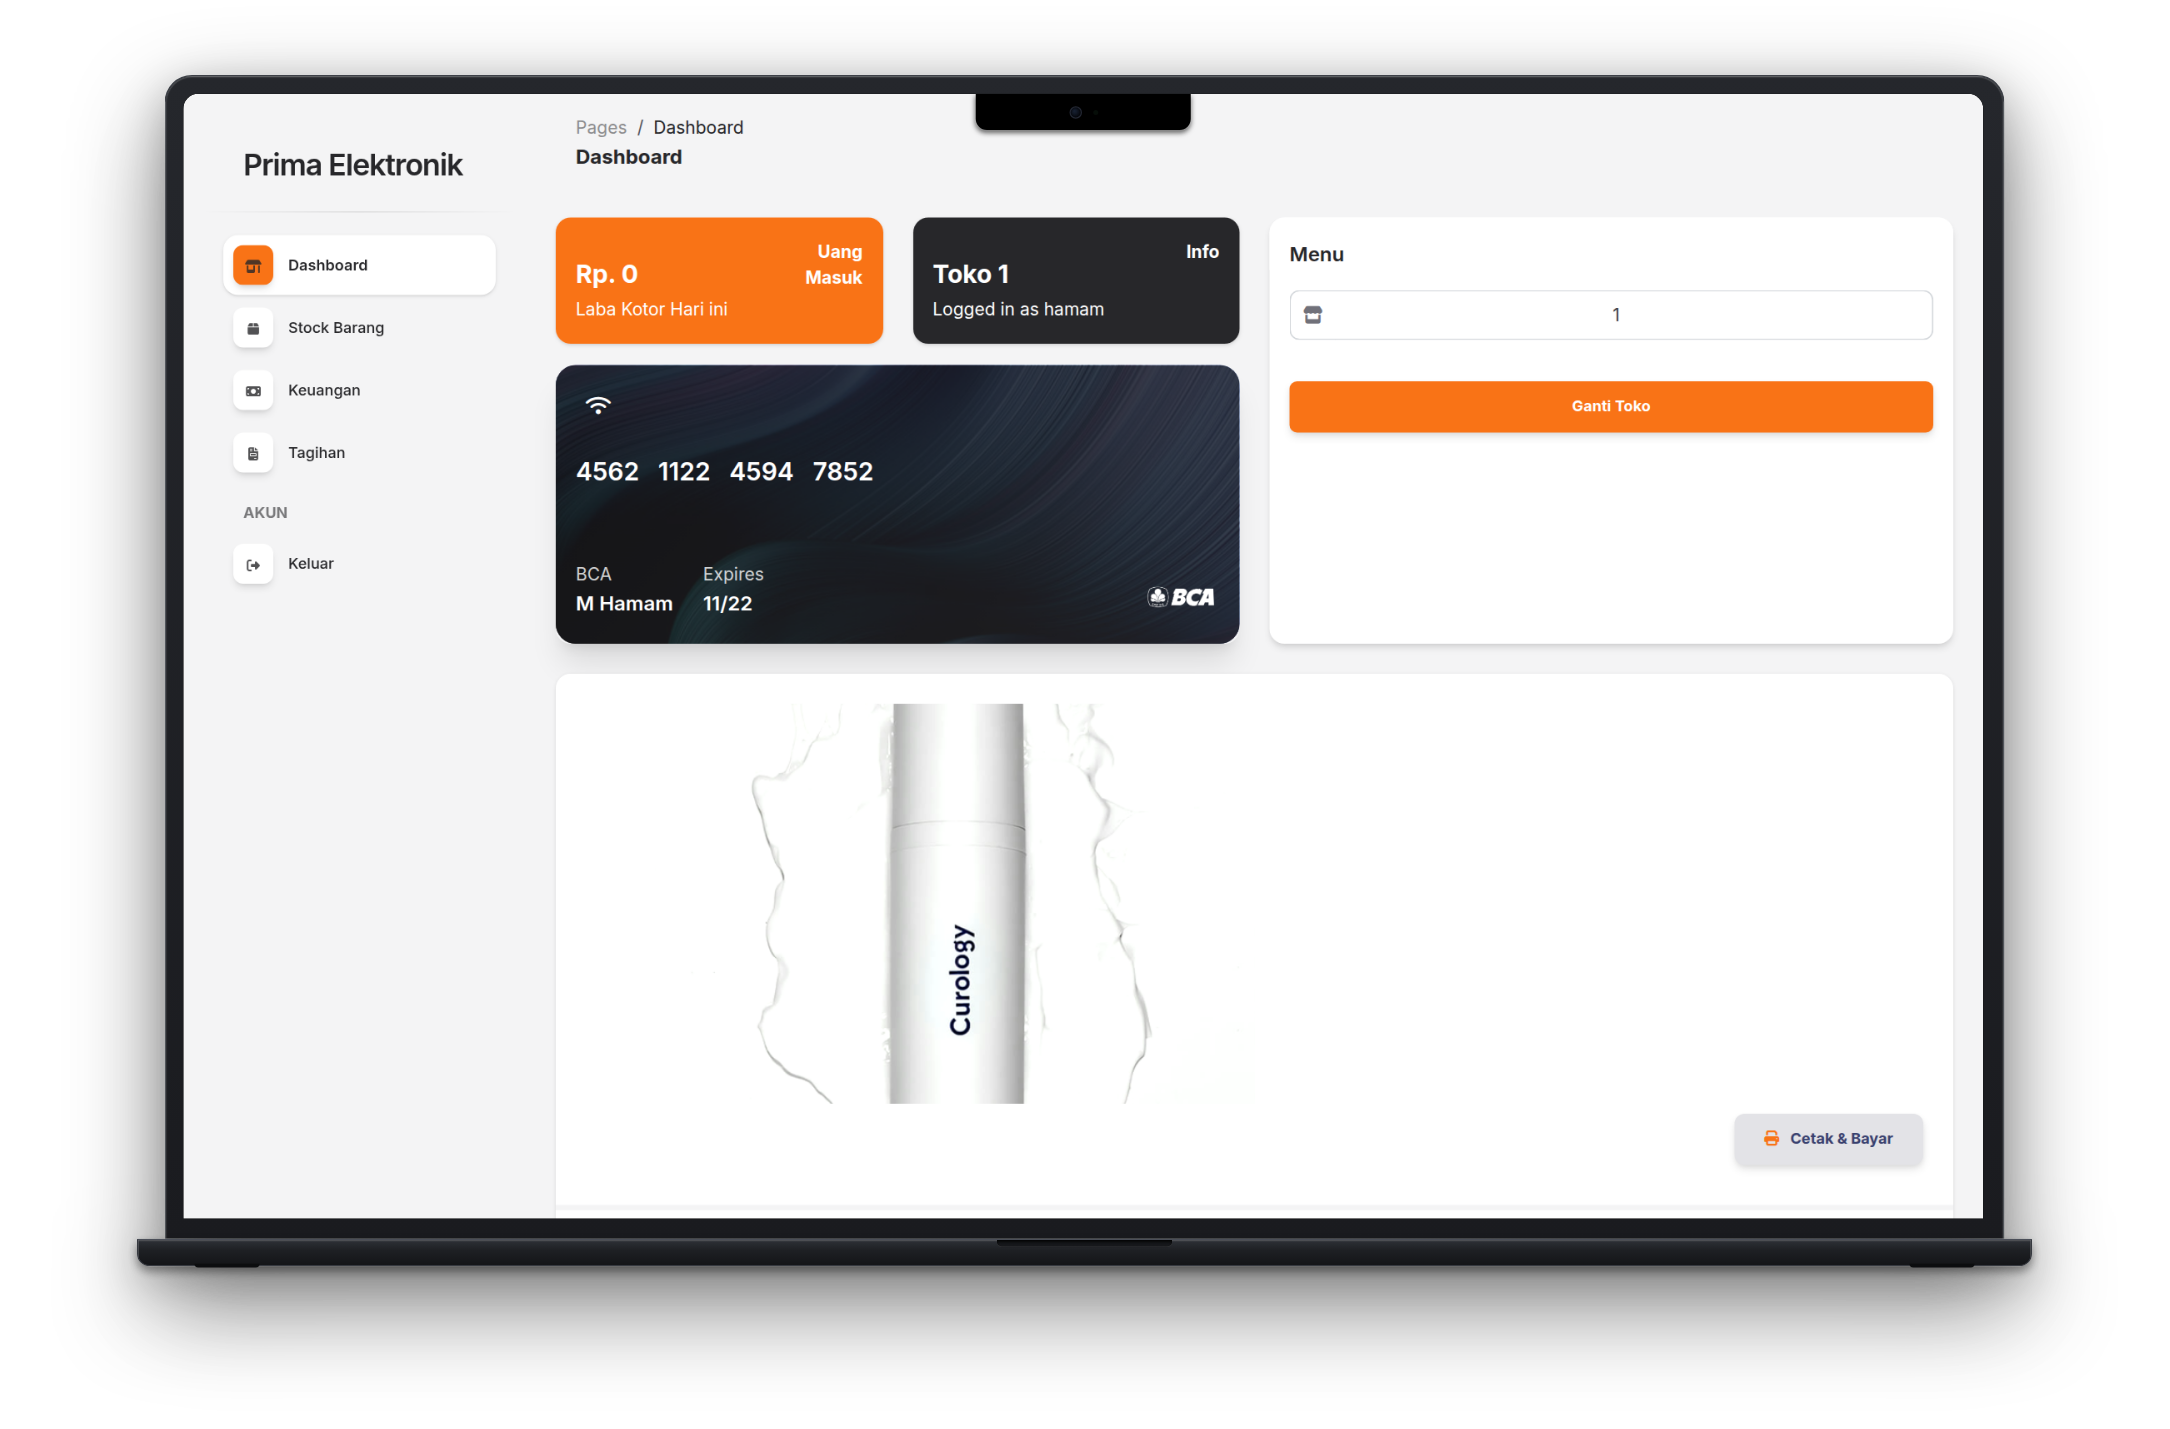 Prima Elektronik
Dashboard
Stock Barang
Keuangan
Tagihan
AKUN
Keluar
Pages / Dashboard
Dashboard
Uang
Masuk
Rp. 0
Laba Kotor Hari ini
Info
Toko 1
Logged in as hamam
4562 1122 4594 7852
BCA
M Hamam
Expires
11/22
BCA
Menu
1
Ganti Toko
Curology
Cetak & Bayar